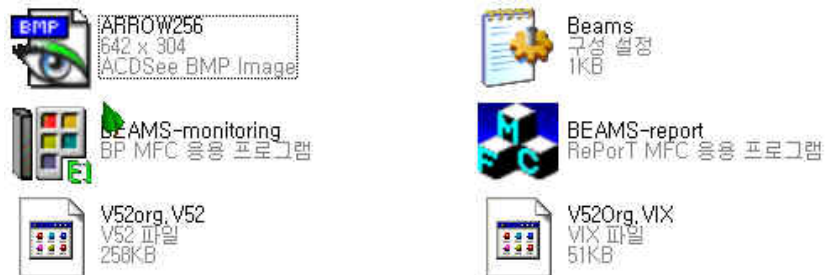 BMP
ARROW256
642 x 304
ACDSee BMP Image
Beams
구성 설정
1KB
BEAMS-monitoring
BP MFC 응용 프로그램
MFC
BEAMS-report
RePorT MFC 응용 프로그램
V52org,V52
V52 파일
258KB
V52Org,VIX
VIX 파일
51KB